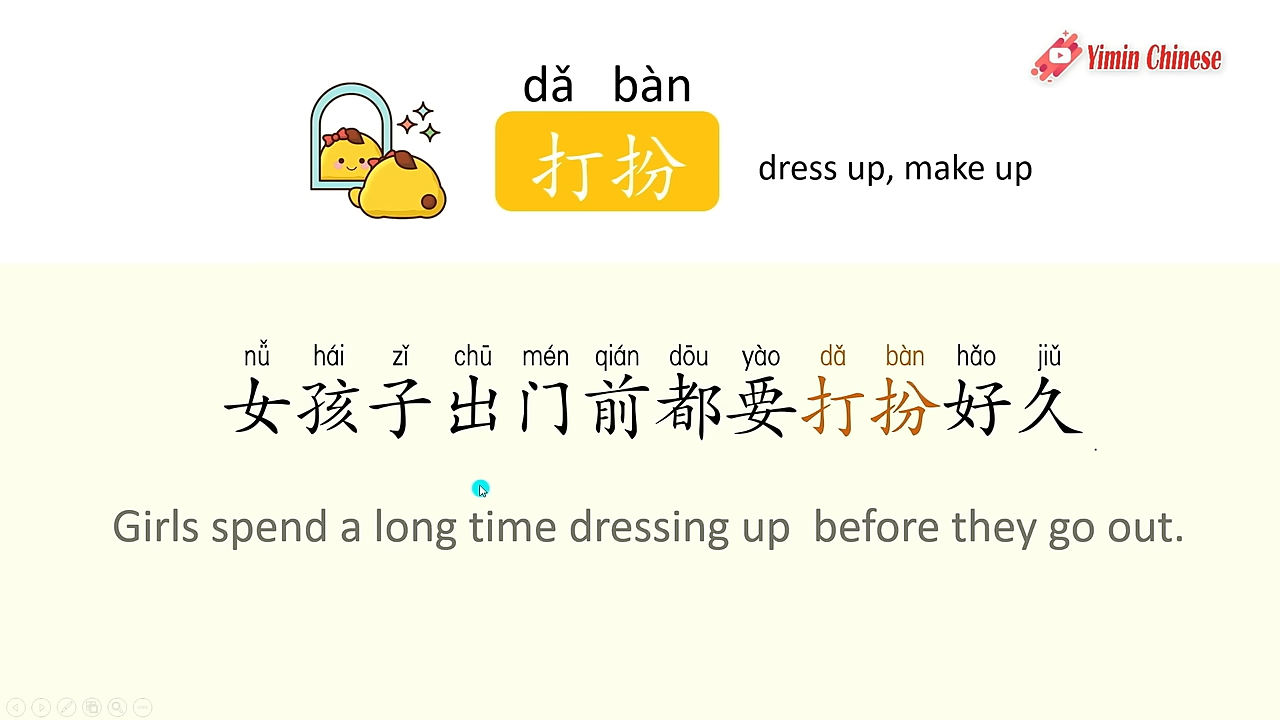 Yimin Chinese
dǎ bàn
打扮
dress up, make up
nǚ hái zǐ chū mén qián dōu yào dǎ bàn hǎo jiǔ
女孩子出门前都要打扮好久.
Girls spend a long time dressing up before they go out.